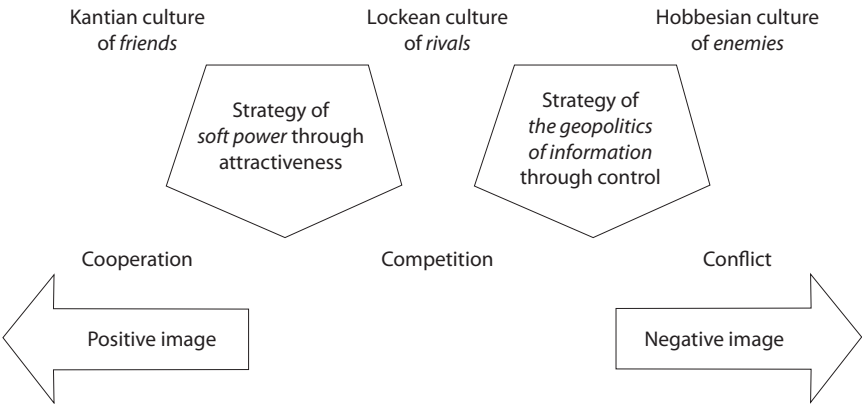 Kantian culture
of friends
Lockean culture
of rivals
Hobbesian culture
of enemies
Strategy of
soft power through
attractiveness
Strategy of
the geopolitics
of information
through control
Cooperation
Competition
Conflict
Positive image
Negative image